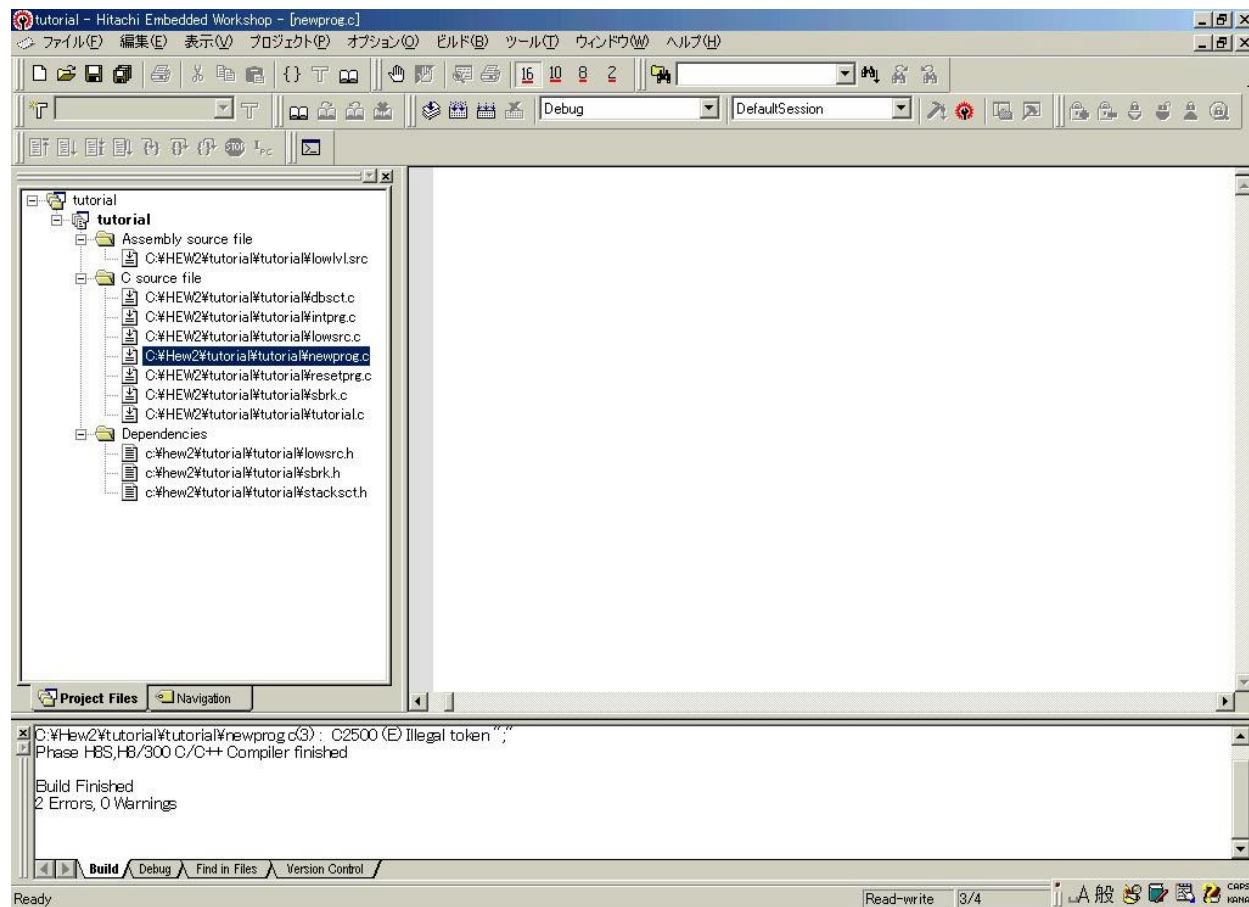 tutorial - Hitachi Embedded Workshop - [newprog.c]
ファイル(F) 編集(E) 表示(V) プロジェクト(P) オプション(O) ビルド(B) ツール(T) ウィンドウ(W) ヘルプ(H)
16 10 8 2
Debug DefaultSession
STOP PC
tutorial
tutorial
Assembly source file
C:¥HEW2¥tutorial¥tutorial¥lowlvl.src
C source file
C:¥HEW2¥tutorial¥tutorial¥dbsct.c
C:¥HEW2¥tutorial¥tutorial¥intprg.c
C:¥HEW2¥tutorial¥tutorial¥lowsrc.c
C:¥Hew2¥tutorial¥tutorial¥newprog.c
C:¥HEW2¥tutorial¥tutorial¥resetprg.c
C:¥HEW2¥tutorial¥tutorial¥sbrk.c
C:¥HEW2¥tutorial¥tutorial¥tutorial.c
Dependencies
c:¥hew2¥tutorial¥tutorial¥lowsrc.h
c:¥hew2¥tutorial¥tutorial¥sbrk.h
c:¥hew2¥tutorial¥tutorial¥stacksct.h
Project Files Navigation
C:¥Hew2¥tutorial¥tutorial¥newprog.c(3) : C2500 (E) Illegal token ";"
Phase H8S,H8/300 C/C++ Compiler finished
Build Finished
2 Errors, 0 Warnings
Build Debug Find in Files Version Control
Ready Read-write 3/4 A 般 CAPS
KANA